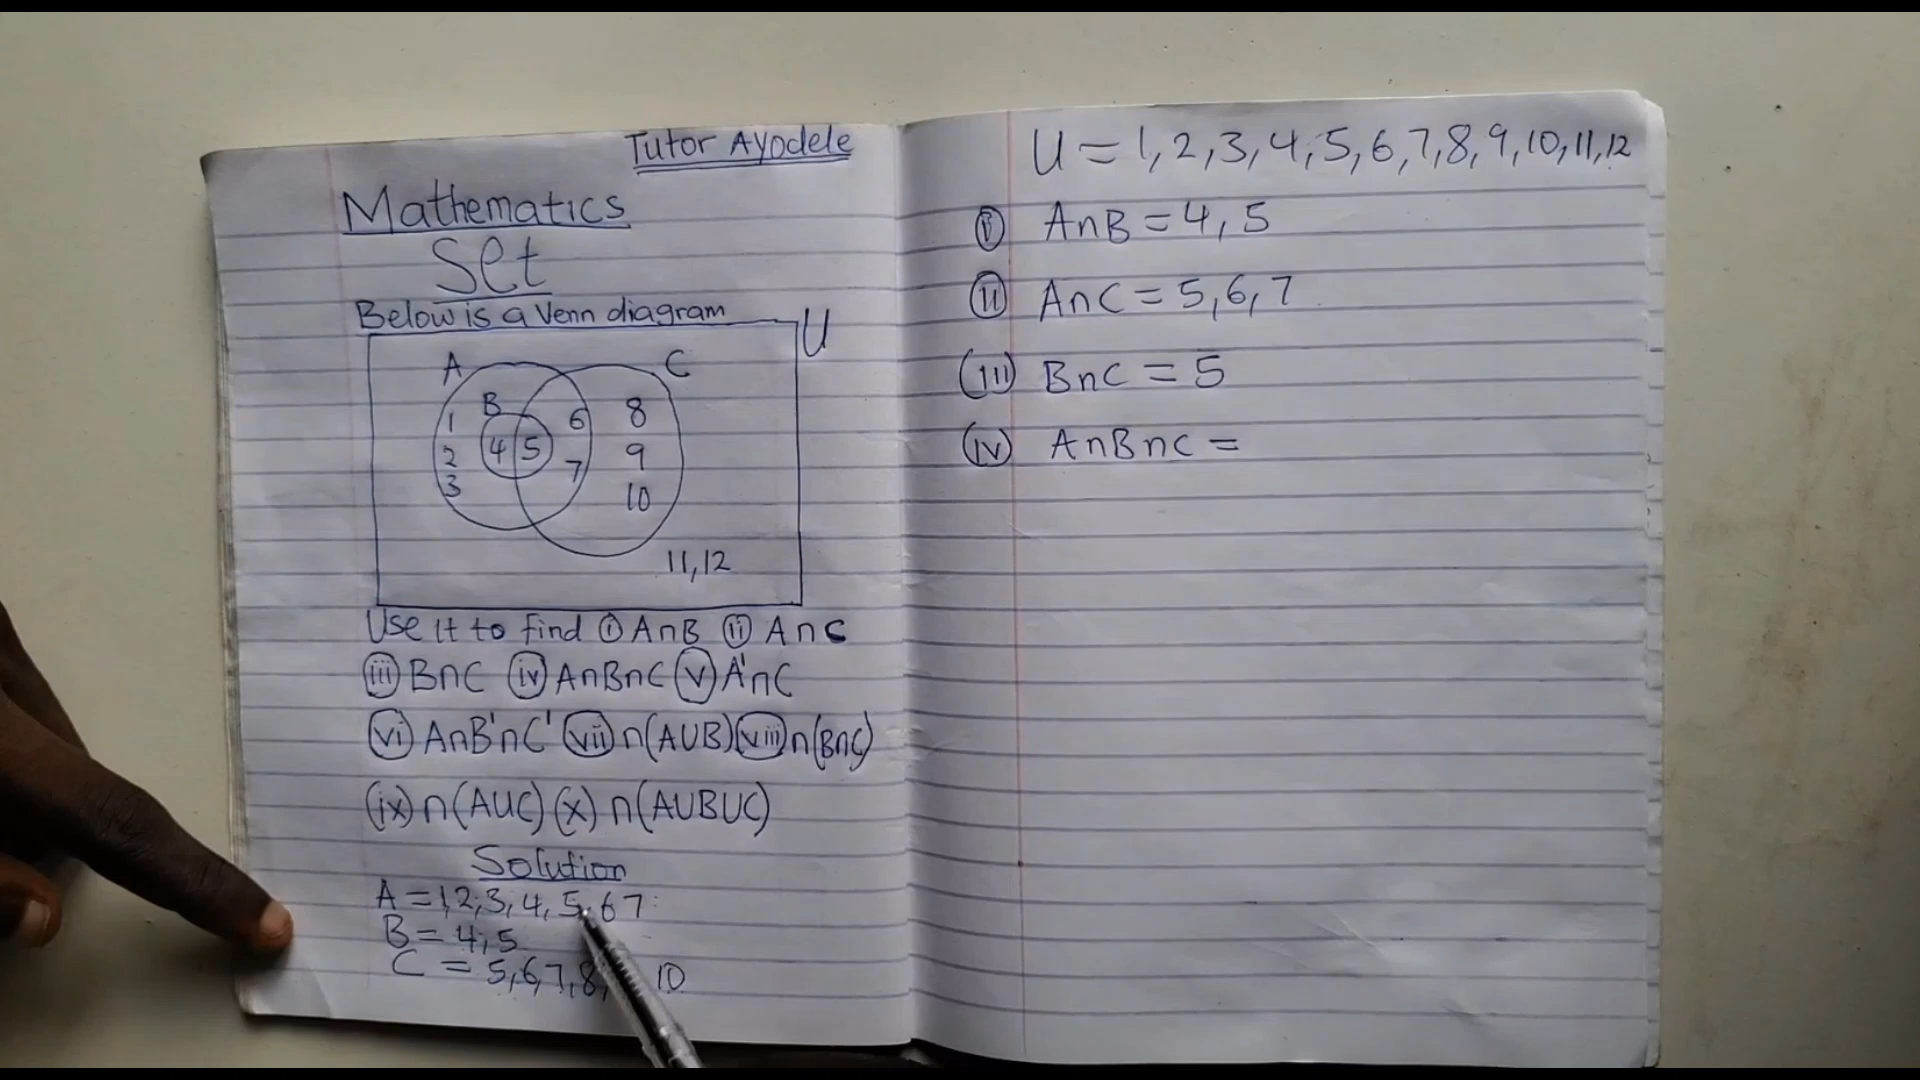 Tutor Ayodele
Mathematics
Set
Below is a Venn diagram
U
A
C
B
1
6
8
2
4
5
9
7
3
10
11,12
Use it to find (i) A∩B (ii) A∩C
(iii) B∩C (iv) A∩B∩C (v) A'∩C
(vi) A∩B'∩C' (vii) n(A∪B) (viii) n(B∩C)
(ix) n(A∪C) (x) n(A∪B∪C)
Solution
A = 1,2,3,4,5,6 7
B = 4,5
C = 5,6,7,8, 10
U = 1,2,3,4,5,6,7,8,9,10,11,12
(i) A∩B = 4,5
(ii) A∩C = 5,6,7
(iii) B∩C = 5
(iv) A∩B∩C =